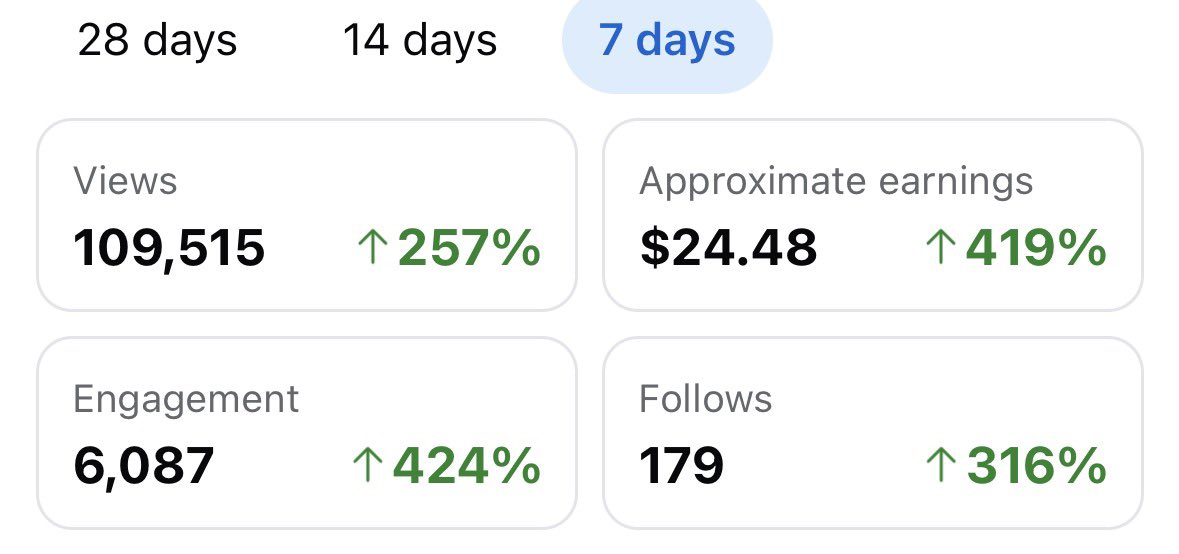 28 days 14 days 7 days
Views
109,515 ↑257%
Approximate earnings
$24.48 ↑419%
Engagement
6,087 ↑424%
Follows
179 ↑316%